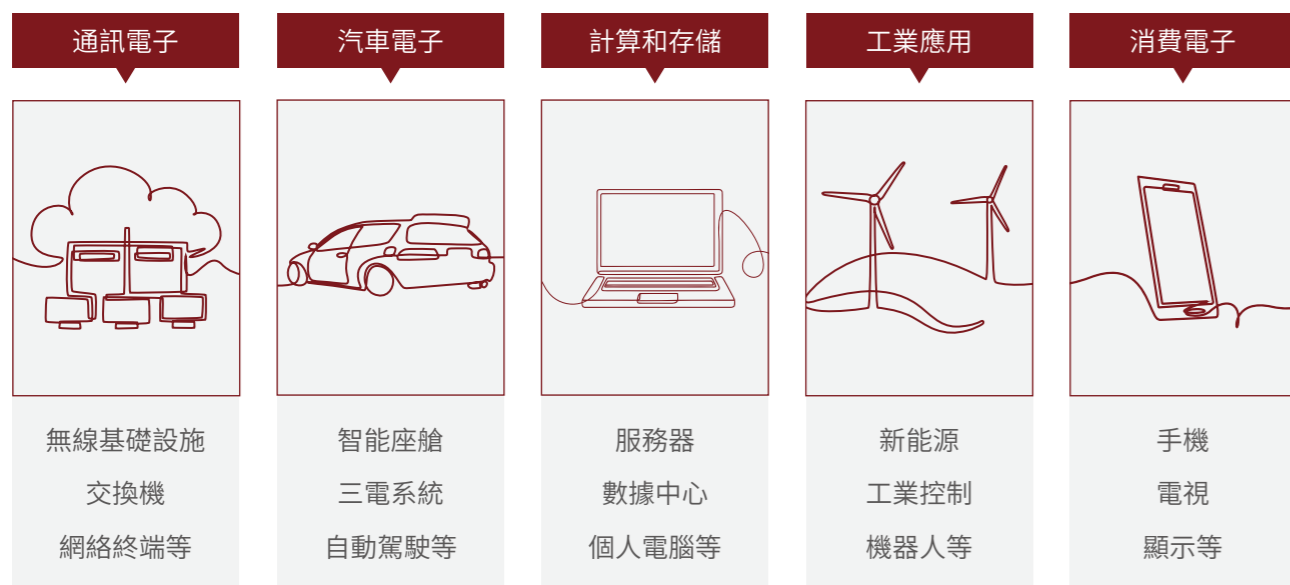 通訊電子
汽車電子
計算和存儲
工業應用
消費電子
無線基礎設施
交換機
網絡終端等
智能座艙
三電系統
自動駕駛等
服務器
數據中心
個人電腦等
新能源
工業控制
機器人等
手機
電視
顯示等